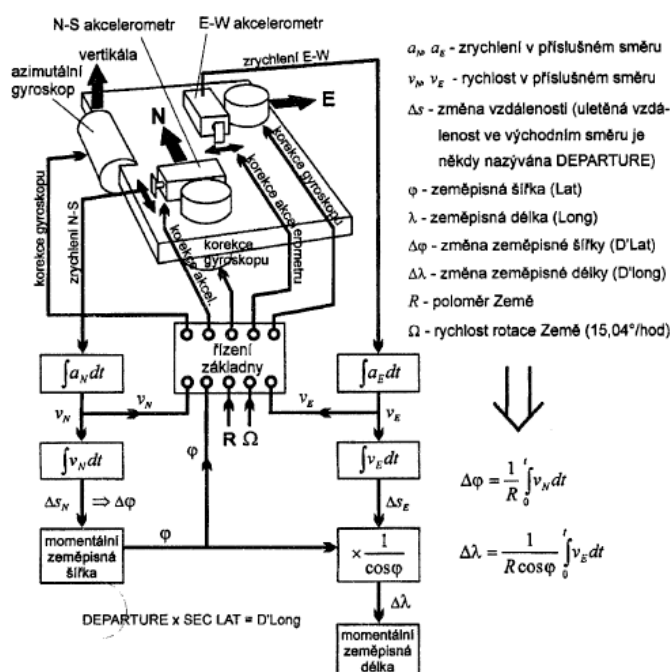 N-S akcelerometr
E-W akcelerometr
vertikála
azimutální
gyroskop
zrychlení E-W
E
N
korekce gyroskopu
zrychlení N-S
korekce akcel.
korekce
gyroskopu
korekce akcelerometru
korekce gyroskopu
řízení
základny
∫a_N dt
∫a_E dt
v_N
v_N
v_E
v_E
R Ω
φ
∫v_N dt
∫v_E dt
Δs_N ⇒ Δφ
Δs_E
momentální
zeměpisná
šířka
φ
× 1/cosφ
Δλ
DEPARTURE x SEC LAT = D'Long
momentální
zeměpisná
délka
a_N, a_E - zrychlení v příslušném směru
v_N, v_E - rychlost v příslušném směru
Δs - změna vzdálenosti (uletěná vzdá-
lenost ve východním směru je
někdy nazývána DEPARTURE)
φ - zeměpisná šířka (Lat)
λ - zeměpisná délka (Long)
Δφ - změna zeměpisné šířky (D'Lat)
Δλ - změna zeměpisné délky (D'long)
R - poloměr Země
Ω - rychlost rotace Země (15,04°/hod)
Δφ = 1/R ∫₀ᵗ v_N dt
Δλ = 1/(R cosφ) ∫₀ᵗ v_E dt